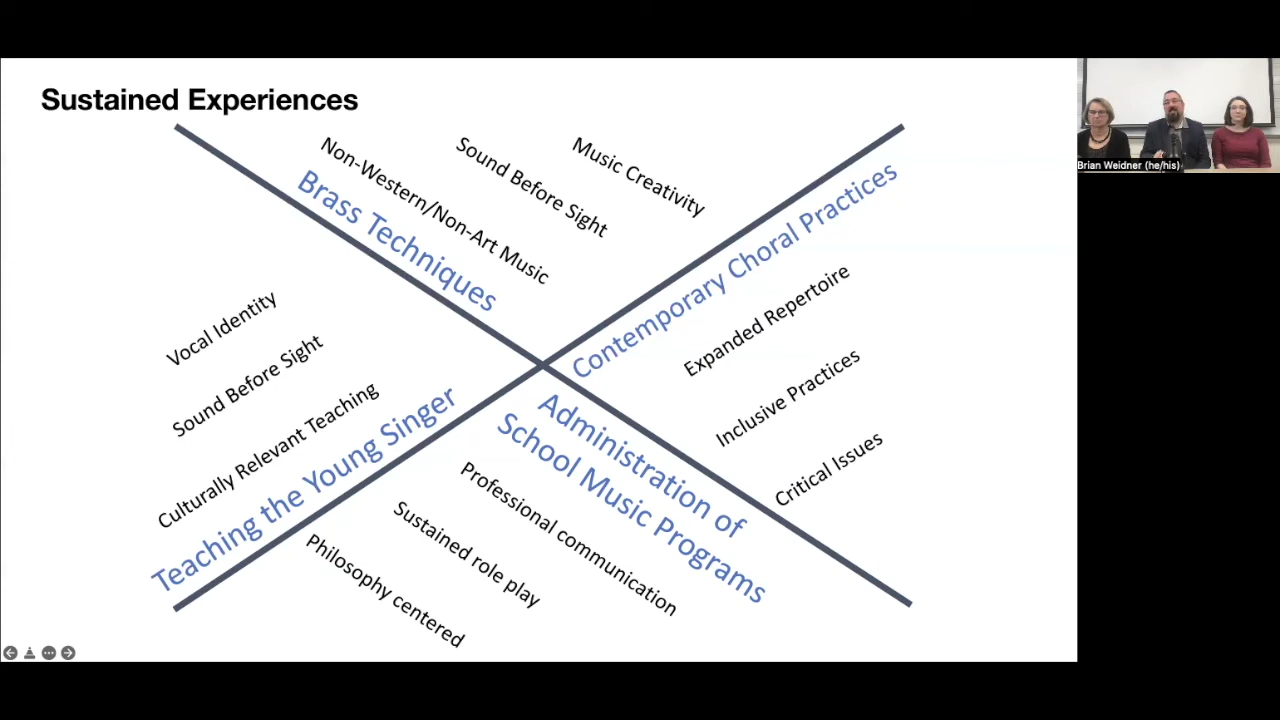 Sustained Experiences
Brass Techniques
Non-Western/Non-Art Music
Sound Before Sight
Music Creativity
Contemporary Choral Practices
Expanded Repertoire
Inclusive Practices
Critical Issues
Vocal Identity
Sound Before Sight
Culturally Relevant Teaching
Teaching the Young Singer
Administration of
School Music Programs
Professional communication
Sustained role play
Philosophy centered
Brian Weidner (he/his)